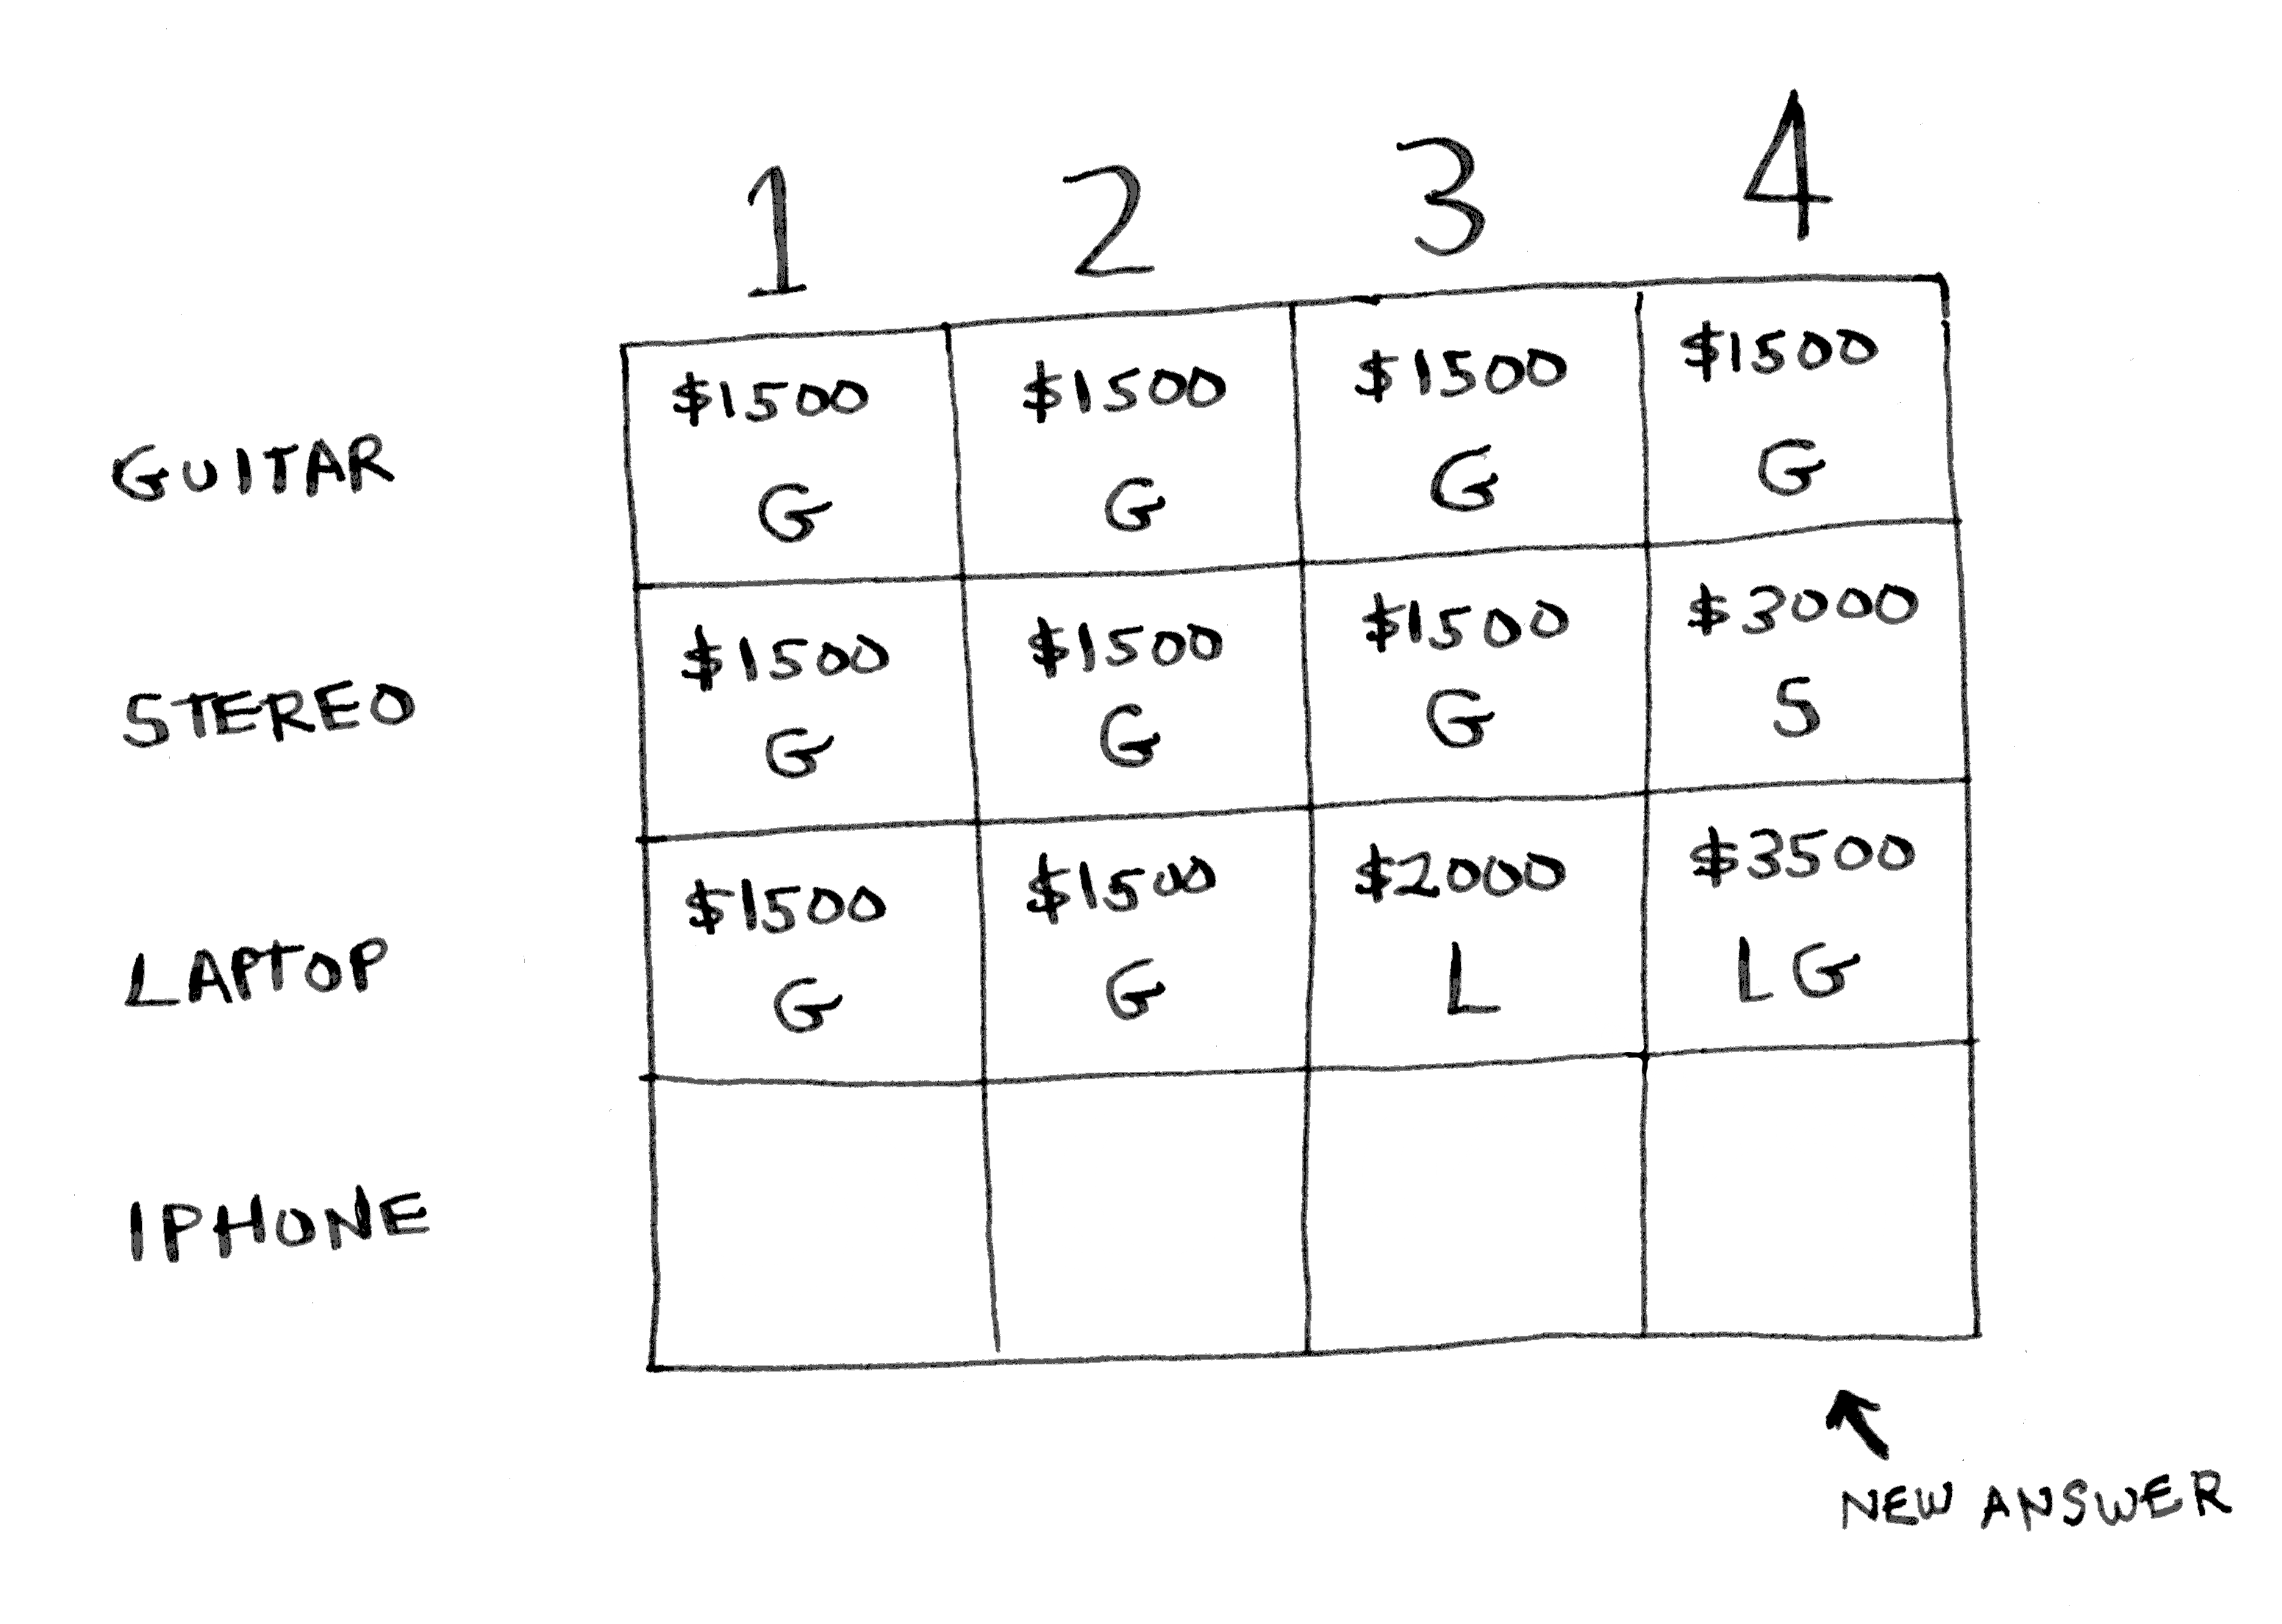 1 2 3 4
GUITAR $1500 $1500 $1500 $1500
G G G G
STEREO $1500 $1500 $1500 $3000
G G G S
LAPTOP $1500 $1500 $2000 $3500
G G L LG
IPHONE
NEW ANSWER